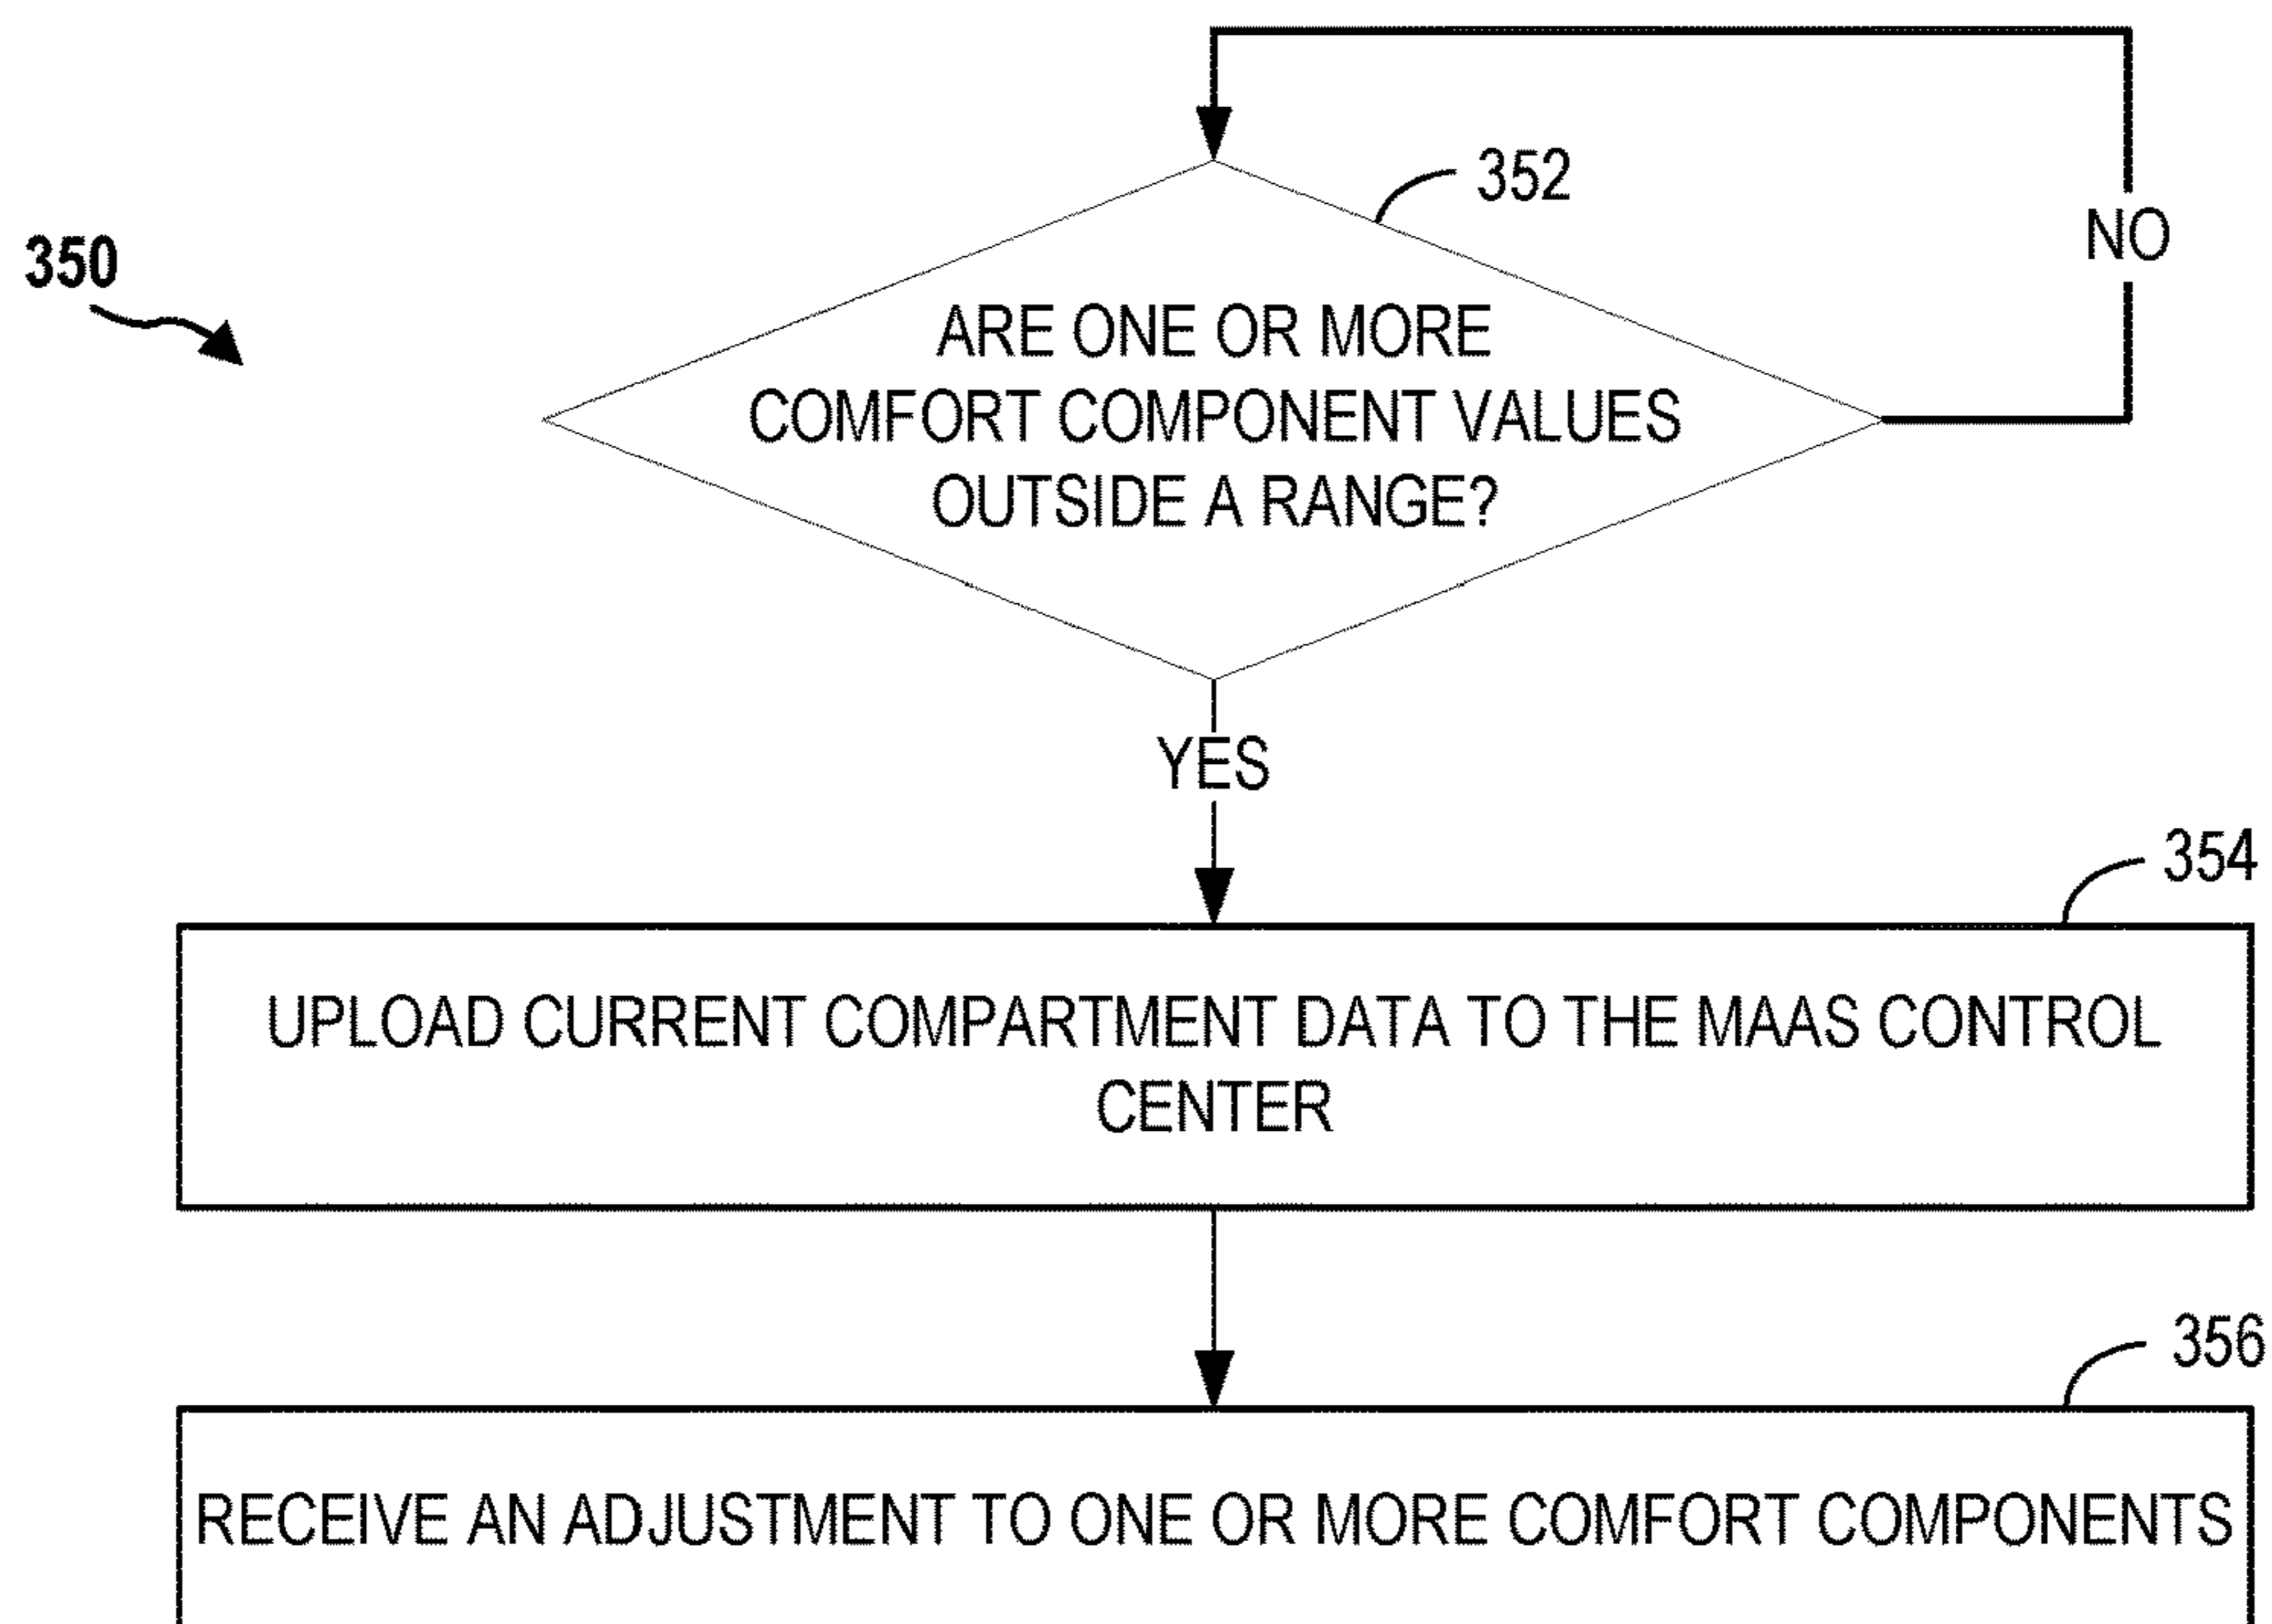 352
NO
350
ARE ONE OR MORE
COMFORT COMPONENT VALUES
OUTSIDE A RANGE?
YES
354
UPLOAD CURRENT COMPARTMENT DATA TO THE MAAS CONTROL
CENTER
356
RECEIVE AN ADJUSTMENT TO ONE OR MORE COMFORT COMPONENTS